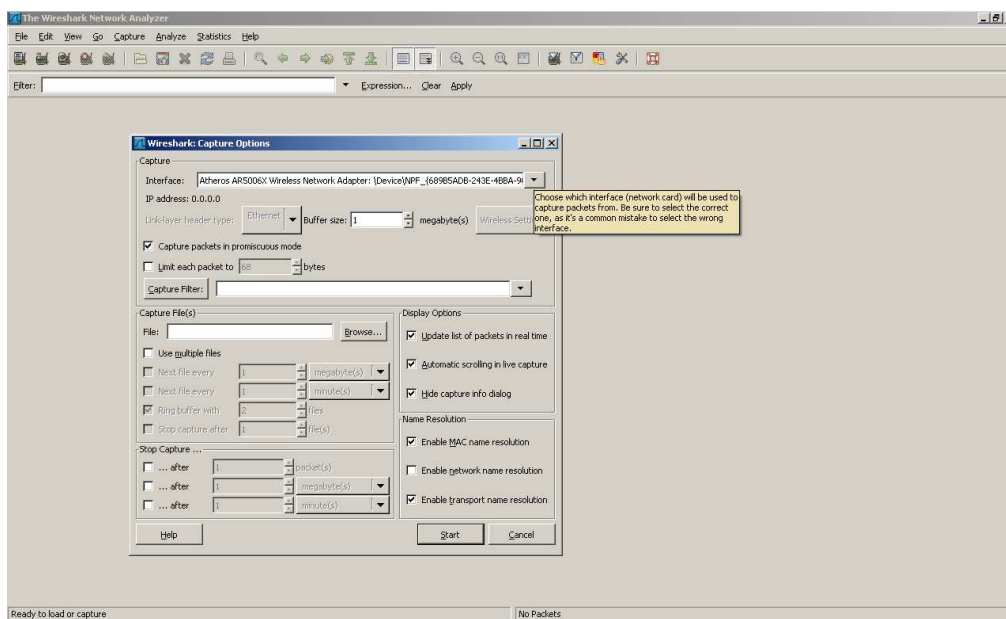 The Wireshark Network Analyzer
File Edit View Go Capture Analyze Statistics Help
Filter: Expression... Clear Apply
Wireshark: Capture Options
Capture
Interface: Atheros AR5006X Wireless Network Adapter: \Device\NPF_{689B5ADB-243E-4BBA-9
IP address: 0.0.0.0
Link-layer header type: Ethernet Buffer size: 1 megabyte(s) Wireless Setti
Choose which interface (network card) will be used to
capture packets from. Be sure to select the correct
one, as it's a common mistake to select the wrong
interface.
Capture packets in promiscuous mode
Limit each packet to 68 bytes
Capture Filter:
Capture File(s)
File: Browse...
Use multiple files
Next file every 1 megabyte(s)
Next file every 1 minute(s)
Ring buffer with 2 files
Stop capture after 1 file(s)
Stop Capture ...
... after 1 packet(s)
... after 1 megabyte(s)
... after 1 minute(s)
Display Options
Update list of packets in real time
Automatic scrolling in live capture
Hide capture info dialog
Name Resolution
Enable MAC name resolution
Enable network name resolution
Enable transport name resolution
Help Start Cancel
Ready to load or capture No Packets